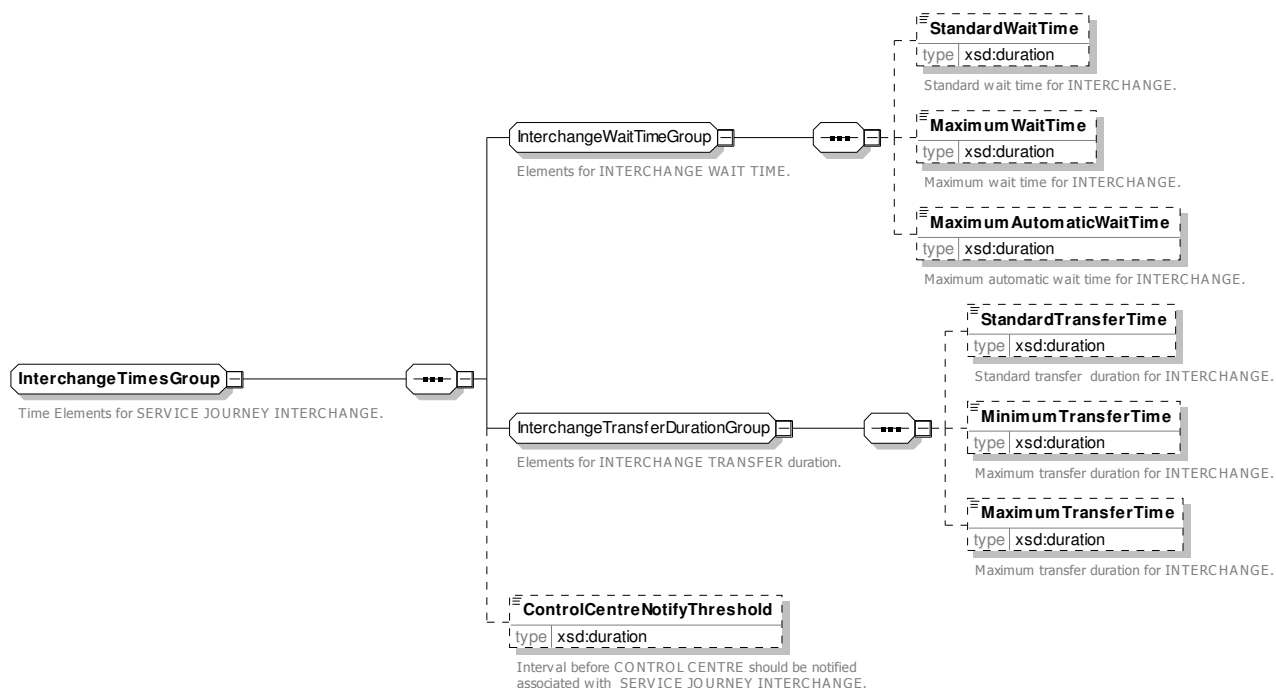 StandardWaitTime
type xsd:duration
Standard wait time for INTERCHANGE.
InterchangeWaitTimeGroup
Elements for INTERCHANGE WAIT TIME.
MaximumWaitTime
type xsd:duration
Maximum wait time for INTERCHANGE.
MaximumAutomaticWaitTime
type xsd:duration
Maximum automatic wait time for INTERCHANGE.
InterchangeTimesGroup
Time Elements for SERVICE JOURNEY INTERCHANGE.
StandardTransferTime
type xsd:duration
Standard transfer duration for INTERCHANGE.
InterchangeTransferDurationGroup
Elements for INTERCHANGE TRANSFER duration.
MinimumTransferTime
type xsd:duration
Maximum transfer duration for INTERCHANGE.
MaximumTransferTime
type xsd:duration
Maximum transfer duration for INTERCHANGE.
ControlCentreNotifyThreshold
type xsd:duration
Interval before CONTROL CENTRE should be notified
associated with SERVICE JOURNEY INTERCHANGE.